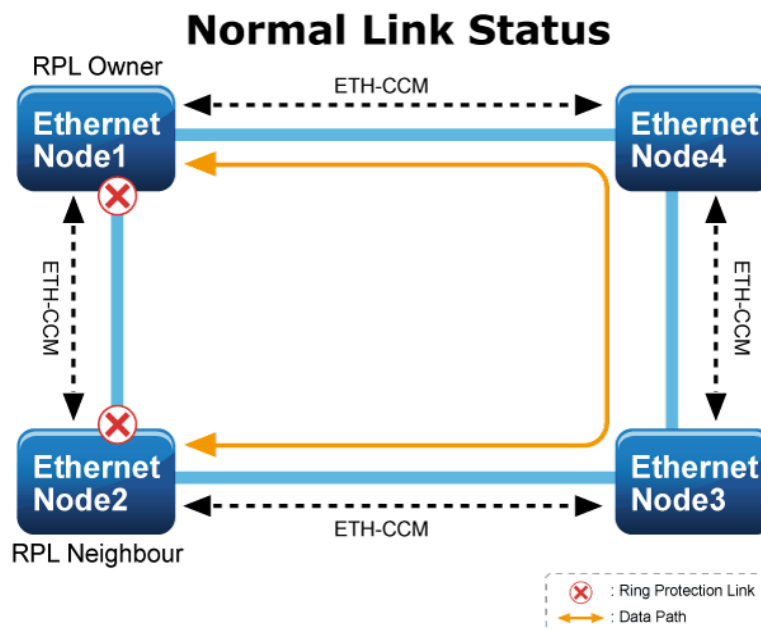 Normal Link Status
RPL Owner
ETH-CCM
Ethernet
Node1
Ethernet
Node4
ETH-CCM
ETH-CCM
Ethernet
Node2
Ethernet
Node3
RPL Neighbour
ETH-CCM
: Ring Protection Link
: Data Path